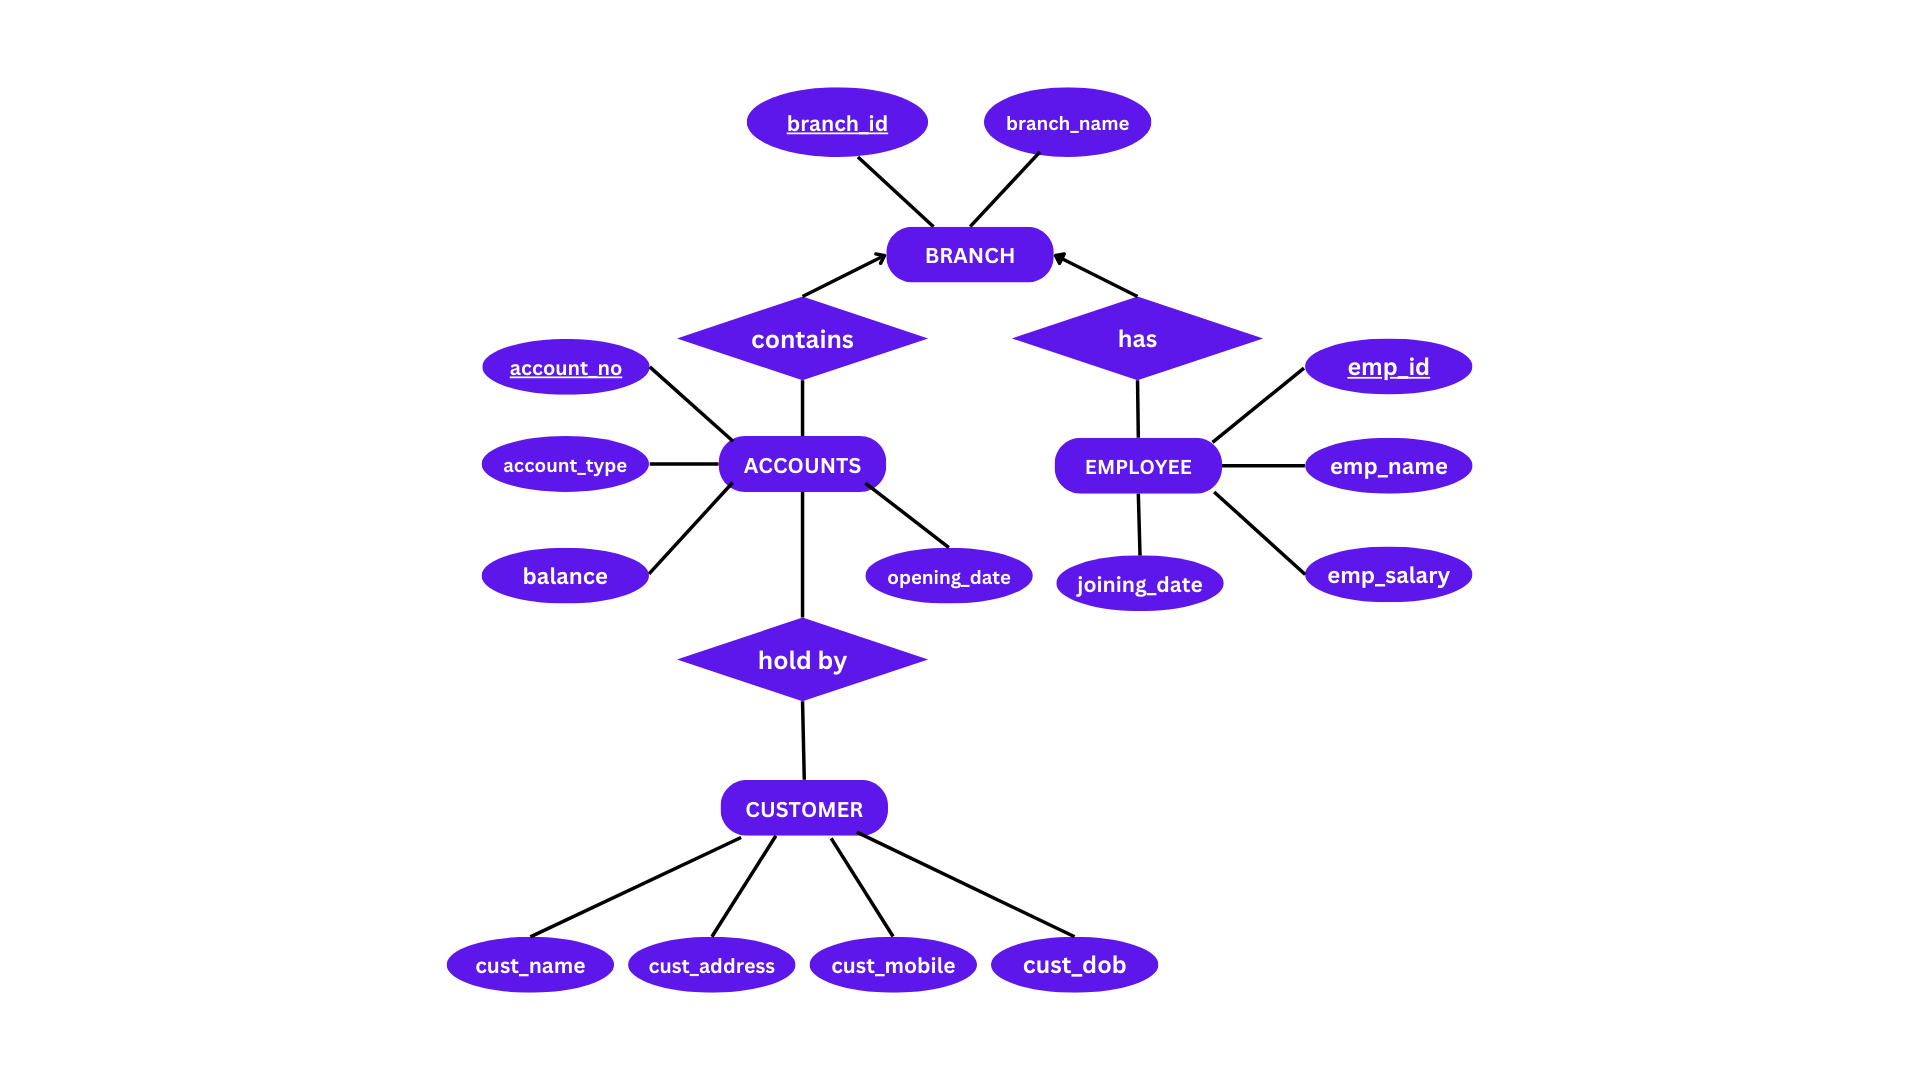 branch_id
branch_name
BRANCH
contains
has
account_no
emp_id
account_type
ACCOUNTS
EMPLOYEE
emp_name
balance
opening_date
joining_date
emp_salary
hold by
CUSTOMER
cust_name
cust_address
cust_mobile
cust_dob